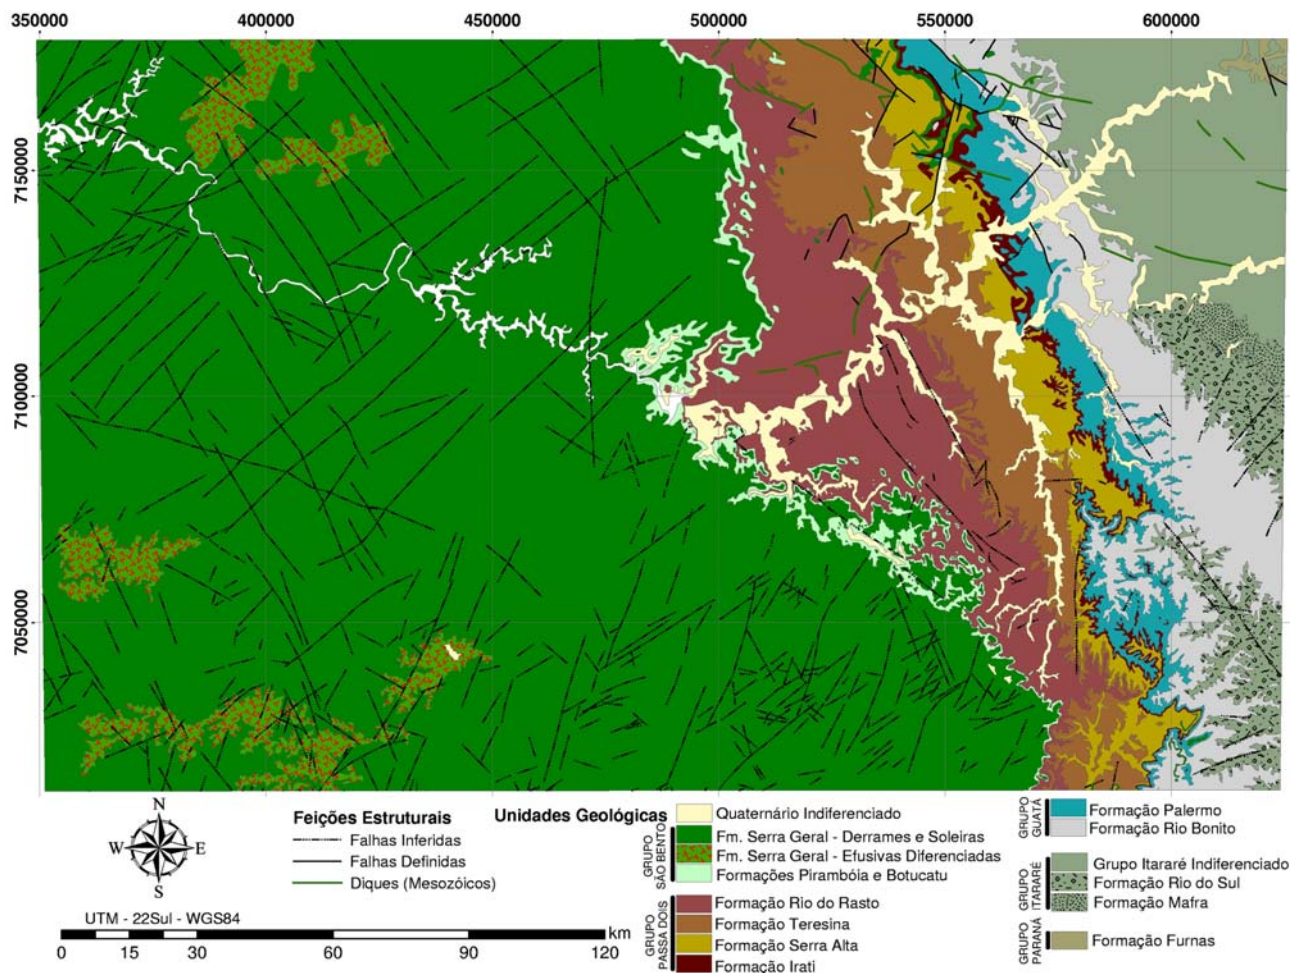 350000 400000 450000 500000 550000 600000
7150000
7100000
7050000
N
W E
S
UTM - 22Sul - WGS84
km
0 15 30 60 90 120
Feições Estruturais
Falhas Inferidas
Falhas Definidas
Diques (Mesozóicos)
Unidades Geológicas
Quaternário Indiferenciado
GRUPO
SÃO BENTO
Fm. Serra Geral - Derrames e Soleiras
Fm. Serra Geral - Efusivas Diferenciadas
Formações Pirambóia e Botucatu
GRUPO
PASSA DOIS
Formação Rio do Rasto
Formação Teresina
Formação Serra Alta
Formação Irati
GRUPO
GUATÁ
Formação Palermo
Formação Rio Bonito
GRUPO
ITARARÉ
Grupo Itararé Indiferenciado
Formação Rio do Sul
Formação Mafra
GRUPO
PARANÁ
Formação Furnas